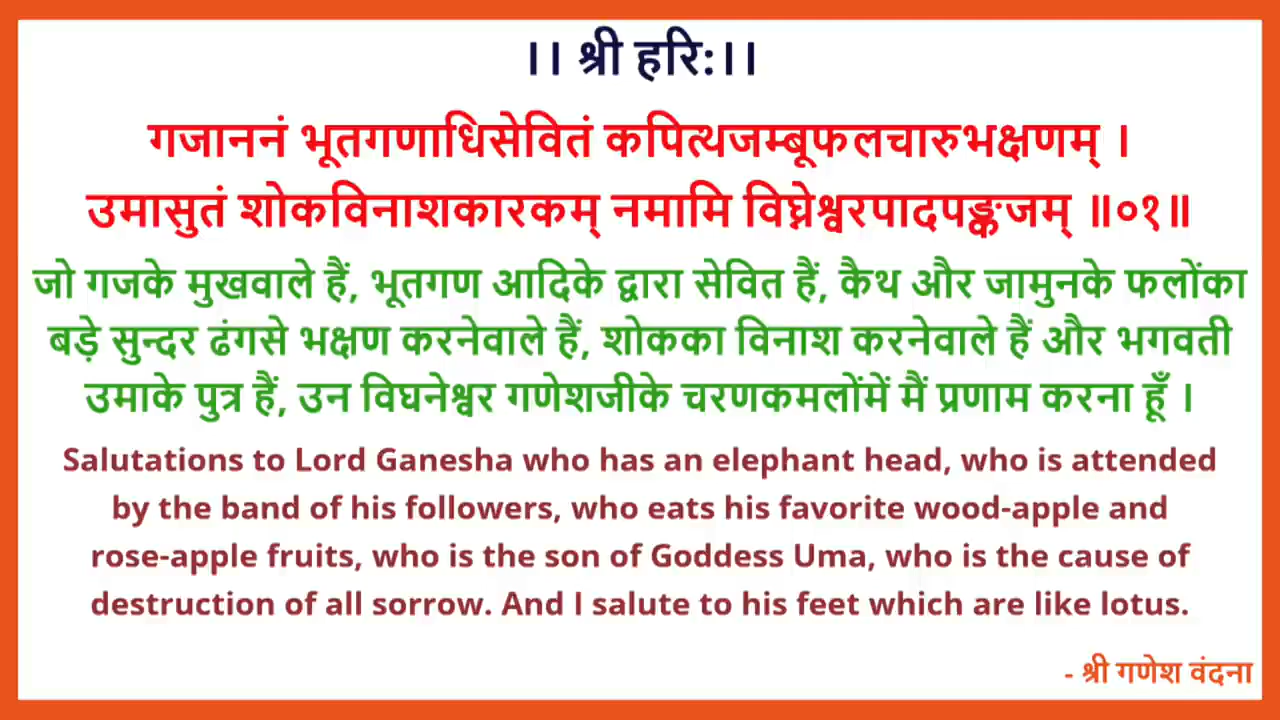 ।। श्री हरि:।।
गजाननं भूतगणाधिसेवितं कपित्थजम्बूफलचारुभक्षणम् ।
उमासुतं शोकविनाशकारकम् नमामि विघ्नेश्वरपादपङ्कजम् ॥०१॥
जो गजके मुखवाले हैं, भूतगण आदिके द्वारा सेवित हैं, कैथ और जामुनके फलोंका
बड़े सुन्दर ढंगसे भक्षण करनेवाले हैं, शोकका विनाश करनेवाले हैं और भगवती
उमाके पुत्र हैं, उन विघनेश्वर गणेशजीके चरणकमलोंमें मैं प्रणाम करना हूँ ।
Salutations to Lord Ganesha who has an elephant head, who is attended
by the band of his followers, who eats his favorite wood-apple and
rose-apple fruits, who is the son of Goddess Uma, who is the cause of
destruction of all sorrow. And I salute to his feet which are like lotus.
- श्री गणेश वंदना